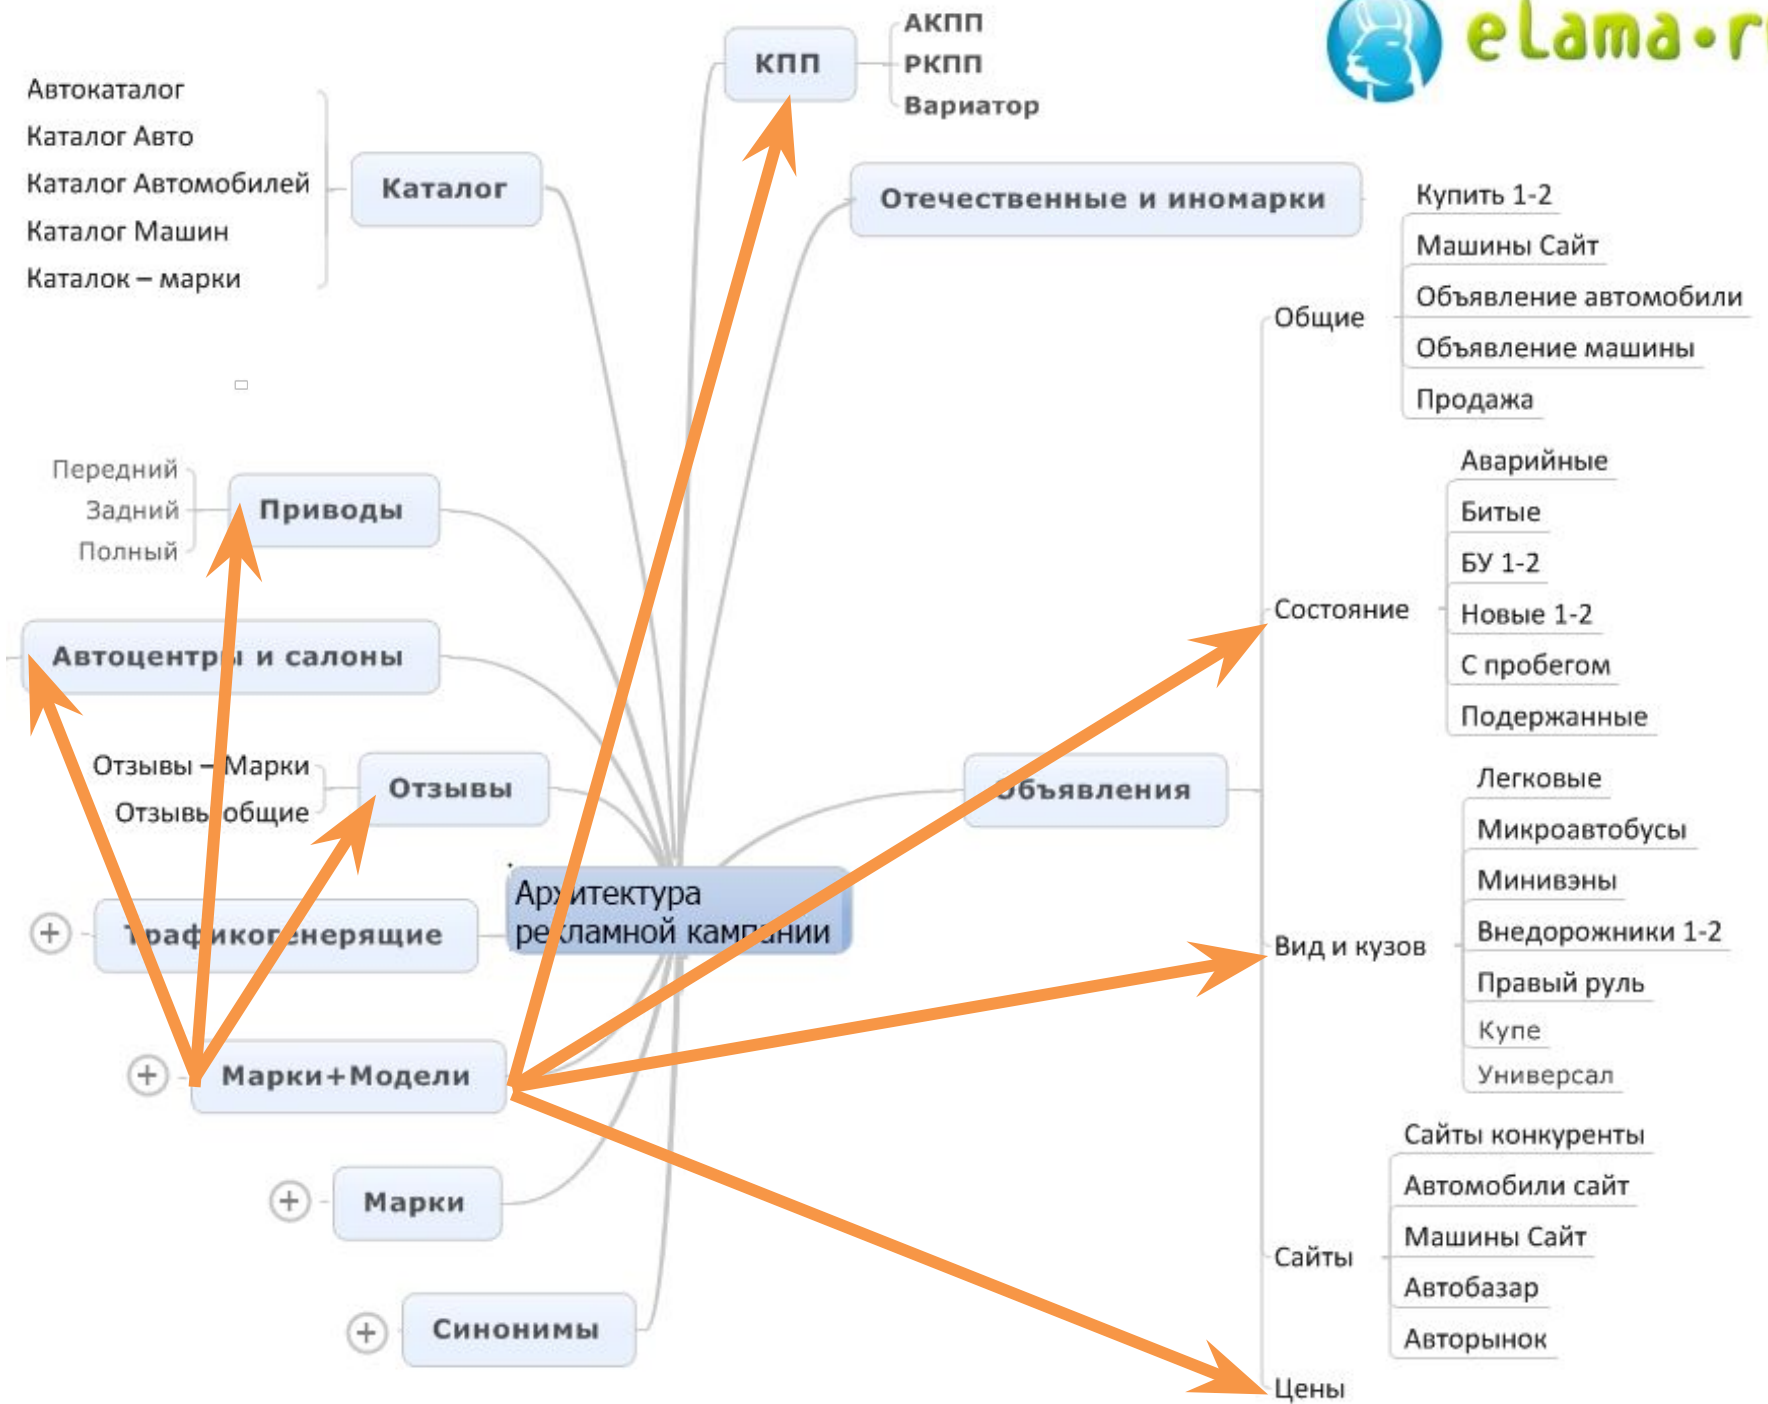 КПП
АКПП
РКПП
Вариатор
eLama
Автокаталог
Каталог Авто
Каталог Автомобилей
Каталог Машин
Каталок – марки
Каталог
Отечественные и иномарки
Купить 1-2
Машины Сайт
Объявление автомобили
Объявление машины
Продажа
Общие
Передний
Задний
Полный
Приводы
Автоцентры и салоны
Отзывы – Марки
Отзывы общие
Отзывы
Трафикогенерящие
Архитектура
рекламной кампании
Марки+Модели
Марки
Синонимы
Объявления
Состояние
Аварийные
Битые
БУ 1-2
Новые 1-2
С пробегом
Подержанные
Вид и кузов
Легковые
Микроавтобусы
Минивэны
Внедорожники 1-2
Правый руль
Купе
Универсал
Сайты
Сайты конкуренты
Автомобили сайт
Машины Сайт
Автобазар
Авторынок
Цены